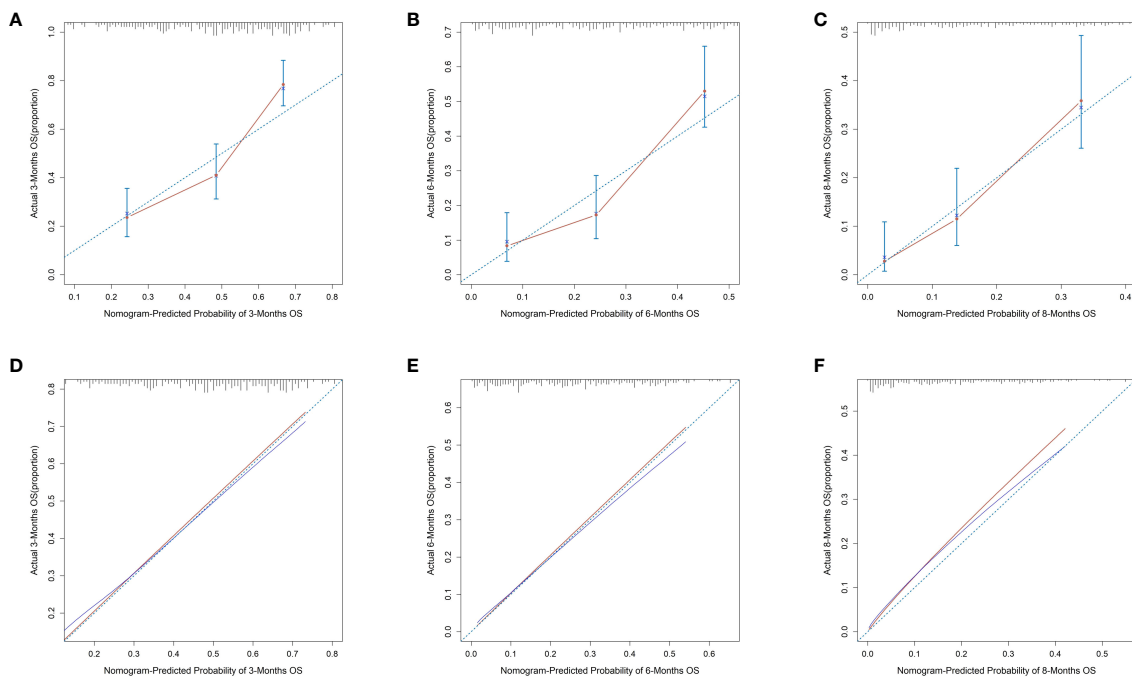 A
Actual 3-Months OS(proportion)
1.0
0.8
0.6
0.4
0.2
0.0
0.1 0.2 0.3 0.4 0.5 0.6 0.7 0.8
Nomogram-Predicted Probability of 3-Months OS
B
Actual 6-Months OS(proportion)
0.7
0.6
0.5
0.4
0.3
0.2
0.1
0.0
0.0 0.1 0.2 0.3 0.4 0.5
Nomogram-Predicted Probability of 6-Months OS
C
Actual 8-Months OS(proportion)
0.5
0.4
0.3
0.2
0.1
0.0
0.0 0.1 0.2 0.3 0.4
Nomogram-Predicted Probability of 8-Months OS
D
Actual 3-Months OS(proportion)
0.8
0.7
0.6
0.5
0.4
0.3
0.2
0.2 0.3 0.4 0.5 0.6 0.7 0.8
Nomogram-Predicted Probability of 3-Months OS
E
Actual 6-Months OS(proportion)
0.6
0.5
0.4
0.3
0.2
0.1
0.0
0.0 0.1 0.2 0.3 0.4 0.5 0.6
Nomogram-Predicted Probability of 6-Months OS
F
Actual 8-Months OS(proportion)
0.5
0.4
0.3
0.2
0.1
0.0
0.0 0.1 0.2 0.3 0.4 0.5
Nomogram-Predicted Probability of 8-Months OS